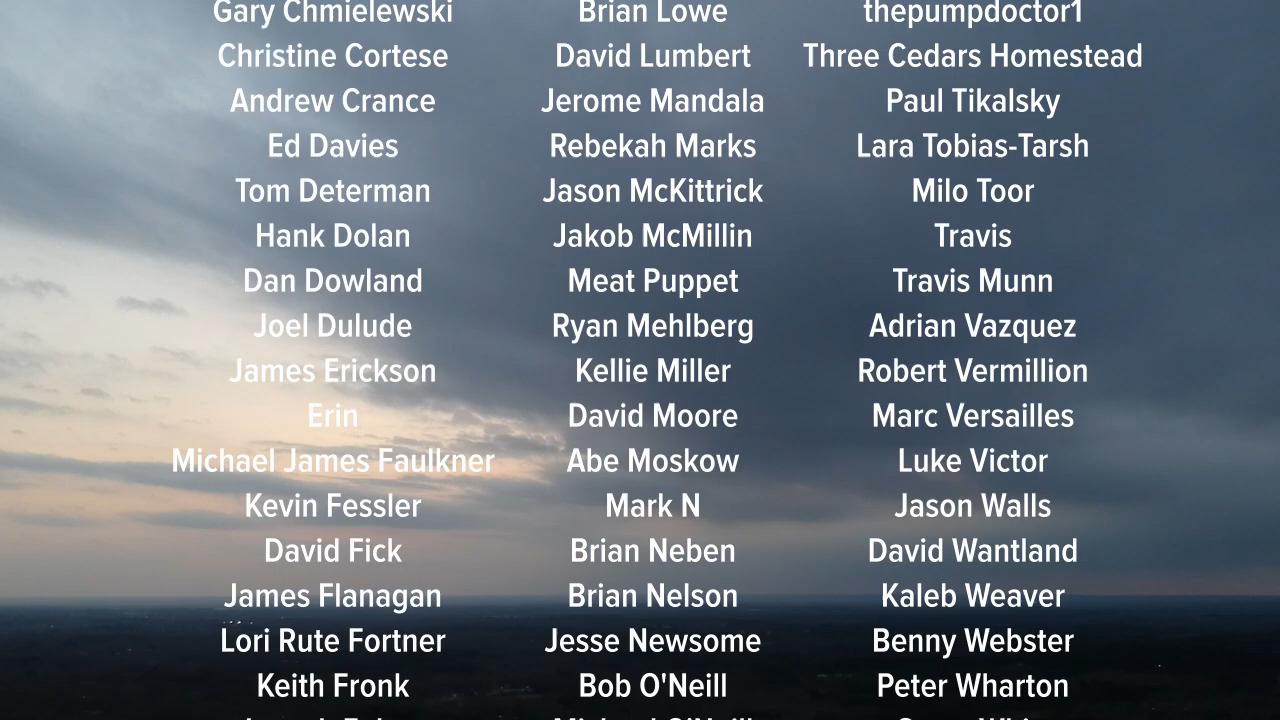 Gary Chmielewski
Christine Cortese
Andrew Crance
Ed Davies
Tom Determan
Hank Dolan
Dan Dowland
Joel Dulude
James Erickson
Erin
Michael James Faulkner
Kevin Fessler
David Fick
James Flanagan
Lori Rute Fortner
Keith Fronk
Brian Lowe
David Lumbert
Jerome Mandala
Rebekah Marks
Jason McKittrick
Jakob McMillin
Meat Puppet
Ryan Mehlberg
Kellie Miller
David Moore
Abe Moskow
Mark N
Brian Neben
Brian Nelson
Jesse Newsome
Bob O'Neill
thepumpdoctor1
Three Cedars Homestead
Paul Tikalsky
Lara Tobias-Tarsh
Milo Toor
Travis
Travis Munn
Adrian Vazquez
Robert Vermillion
Marc Versailles
Luke Victor
Jason Walls
David Wantland
Kaleb Weaver
Benny Webster
Peter Wharton